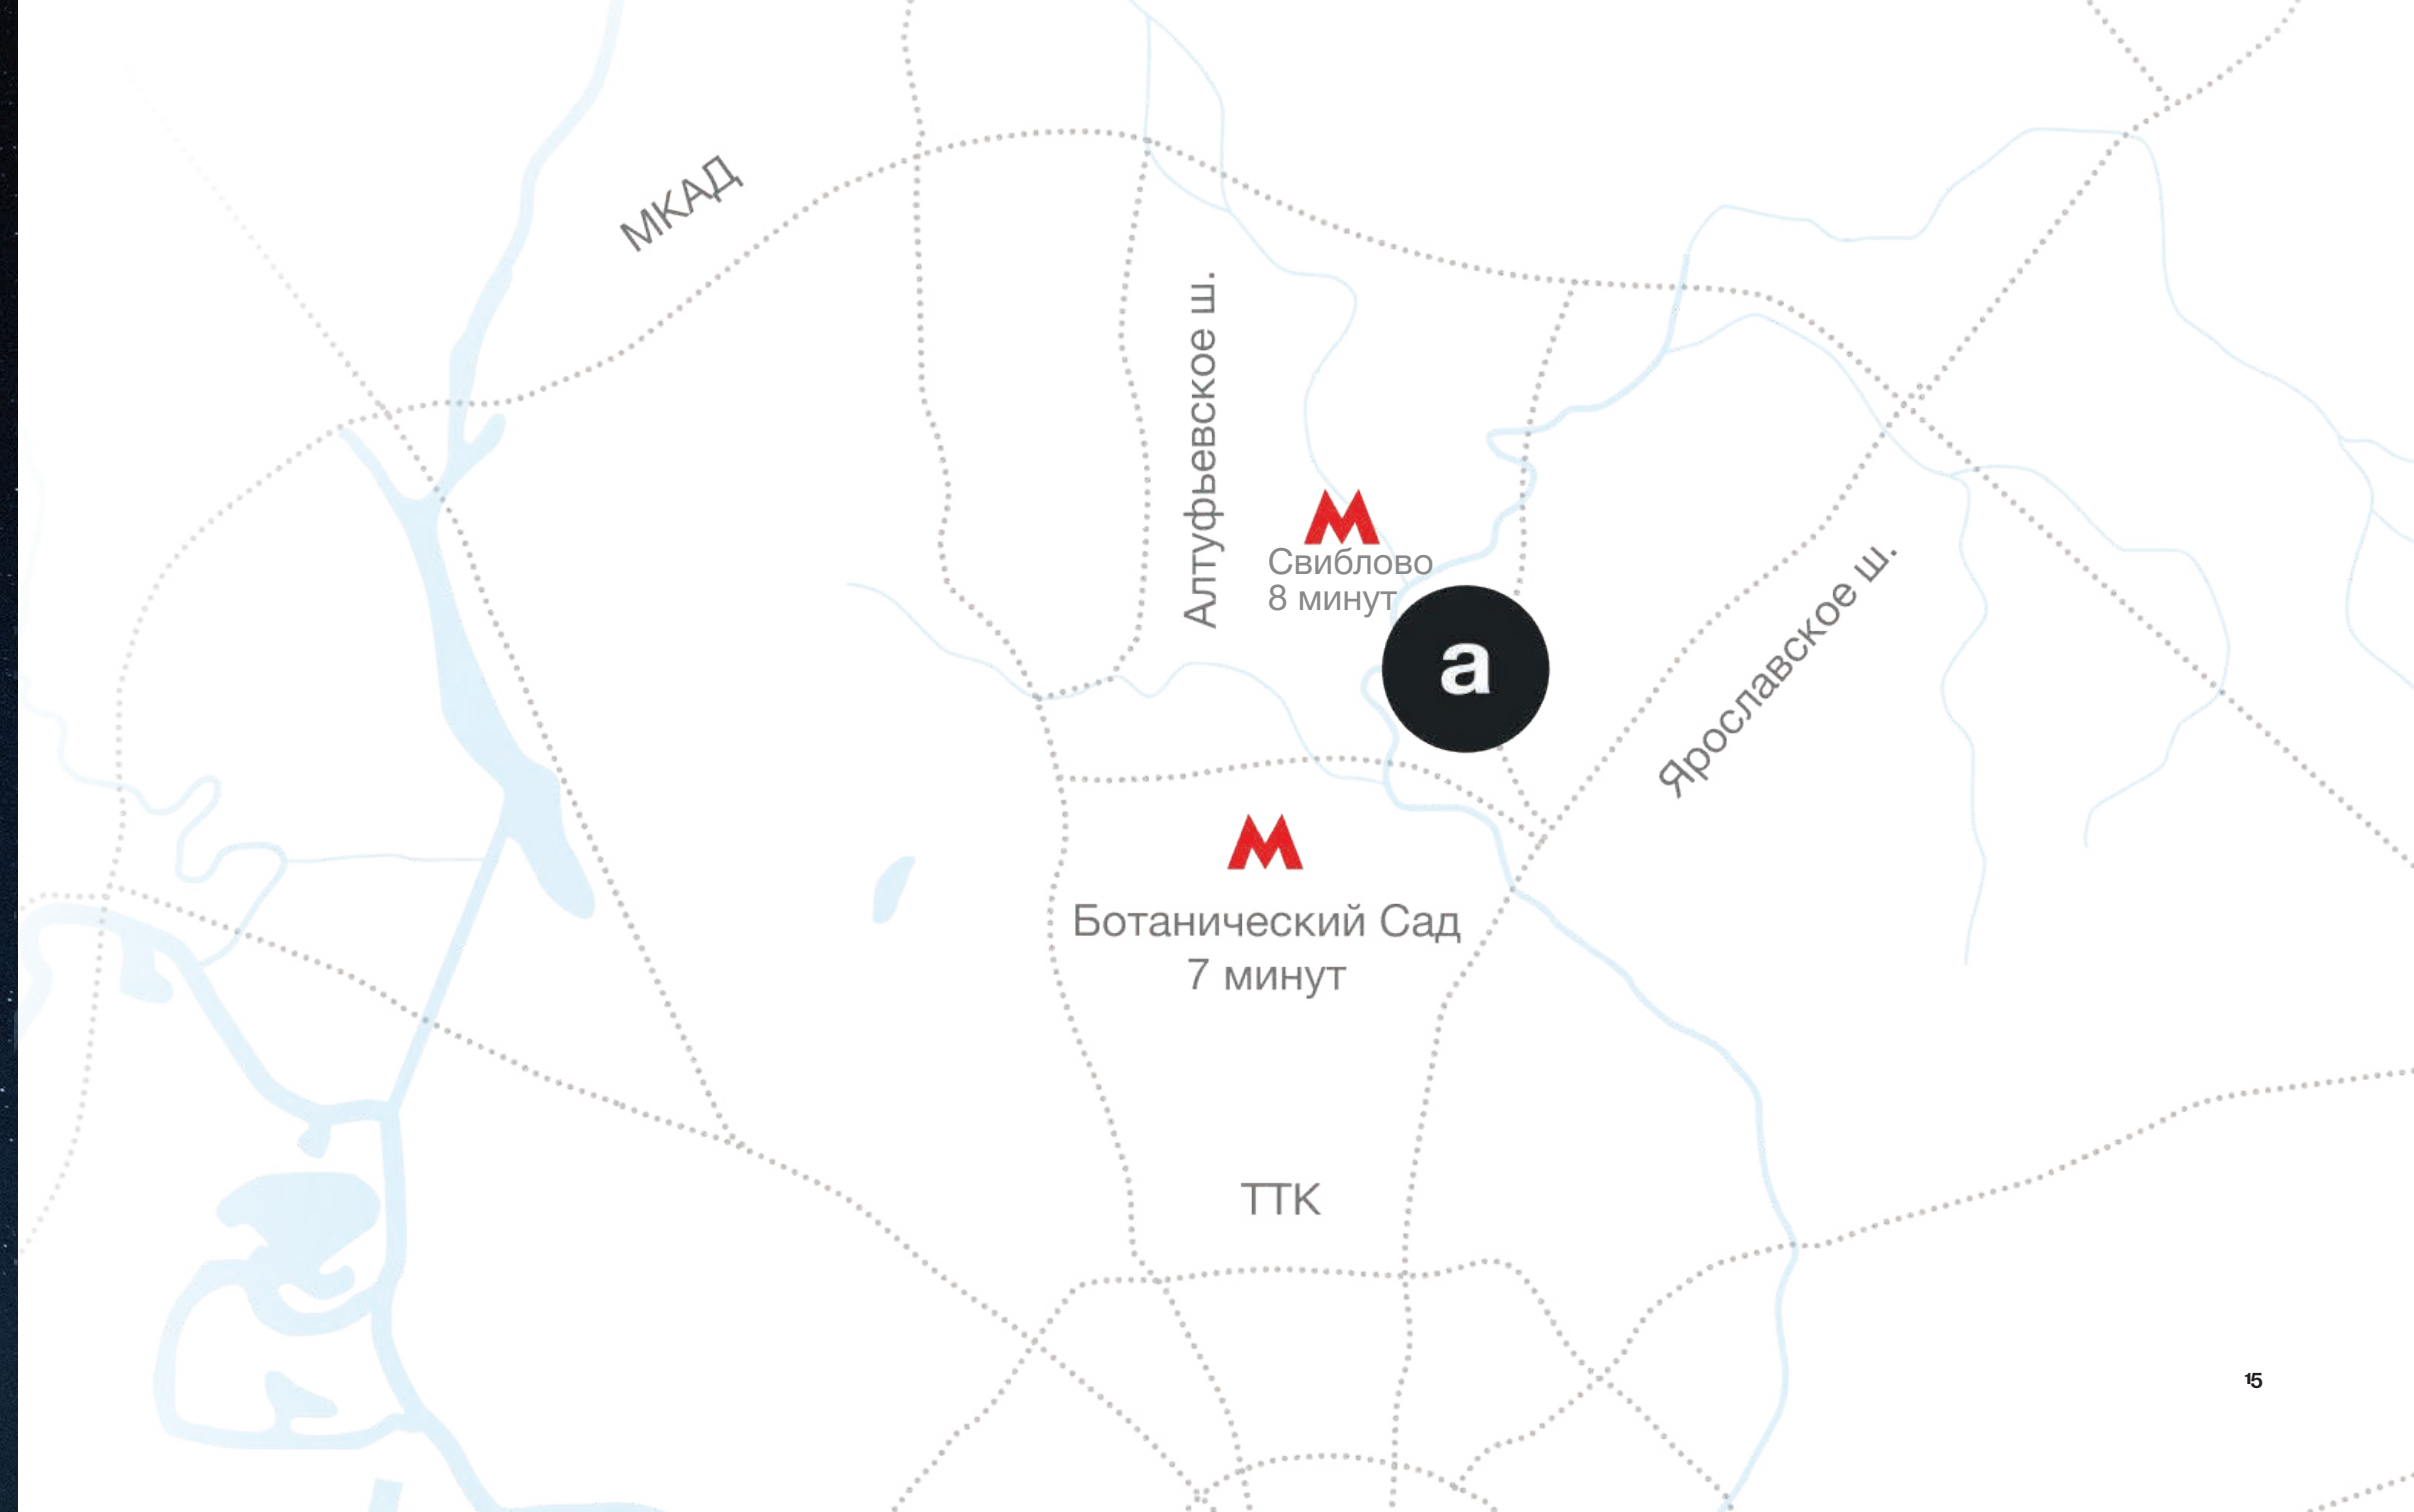 МКАД
Алтуфьевское ш.
Свиблово
8 минут
a
Ярославское ш.
Ботанический Сад
7 минут
ТТК
15